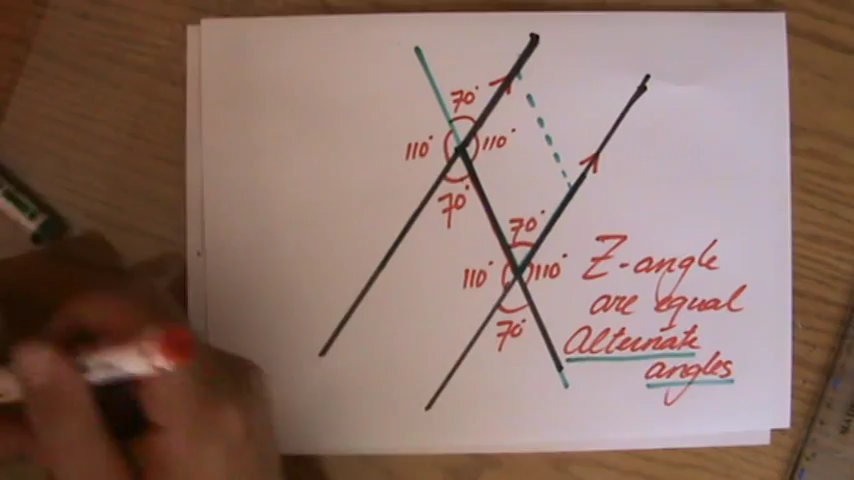 70°
110° 110°
70°
70°
110° 110°
70°
Z-angle
are equal
Alternate
angles